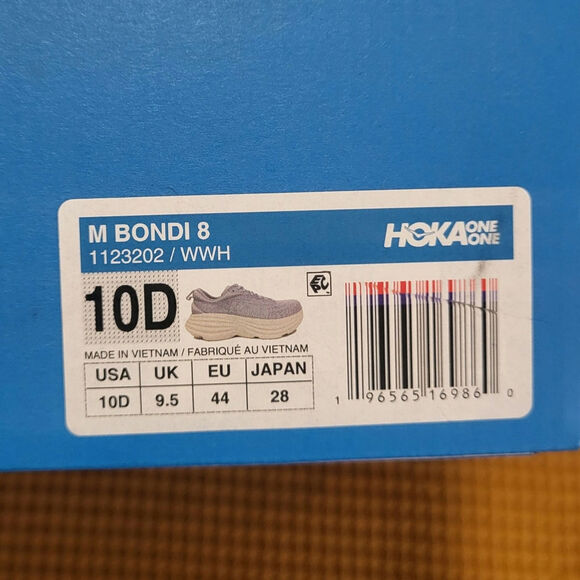 M BONDI 8
1123202 / WWH
HOKA ONE ONE
10D
MADE IN VIETNAM / FABRIQUÉ AU VIETNAM
USA UK EU JAPAN
10D 9.5 44 28
1 96565 16986 0